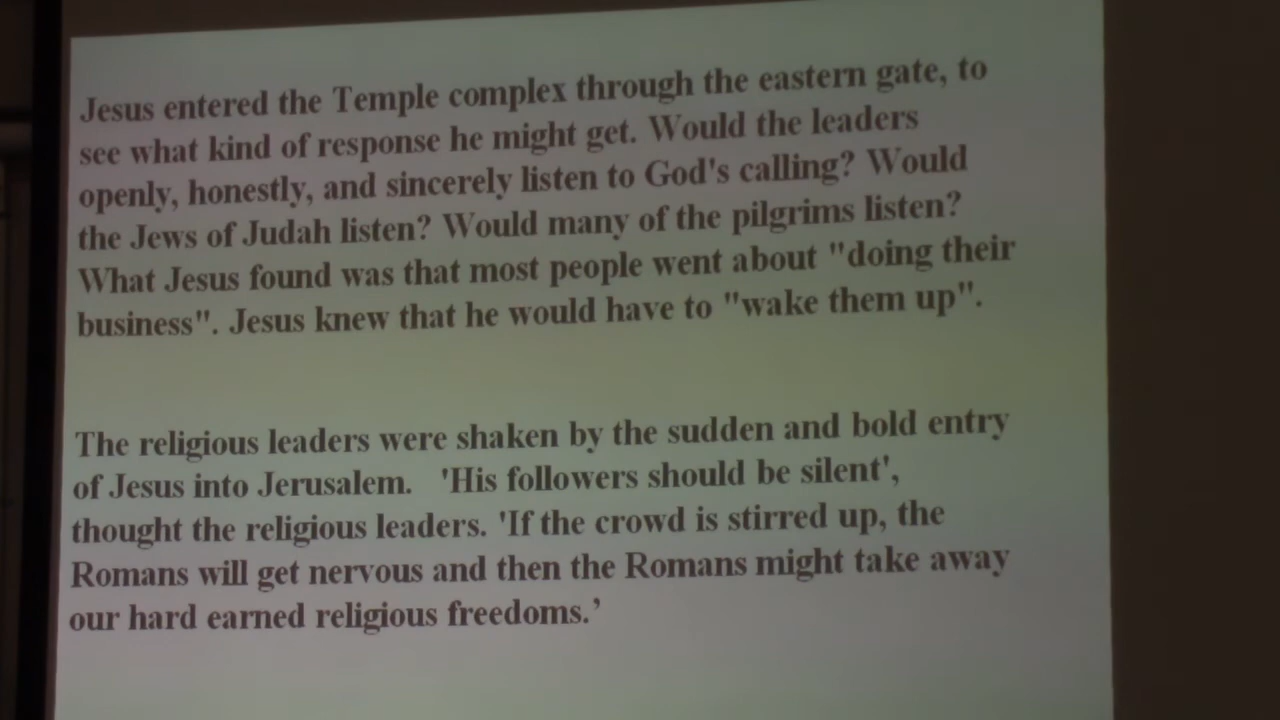 Jesus entered the Temple complex through the eastern gate, to
see what kind of response he might get. Would the leaders
openly, honestly, and sincerely listen to God's calling? Would
the Jews of Judah listen? Would many of the pilgrims listen?
What Jesus found was that most people went about "doing their
business". Jesus knew that he would have to "wake them up".
The religious leaders were shaken by the sudden and bold entry
of Jesus into Jerusalem. 'His followers should be silent',
thought the religious leaders. 'If the crowd is stirred up, the
Romans will get nervous and then the Romans might take away
our hard earned religious freedoms.’